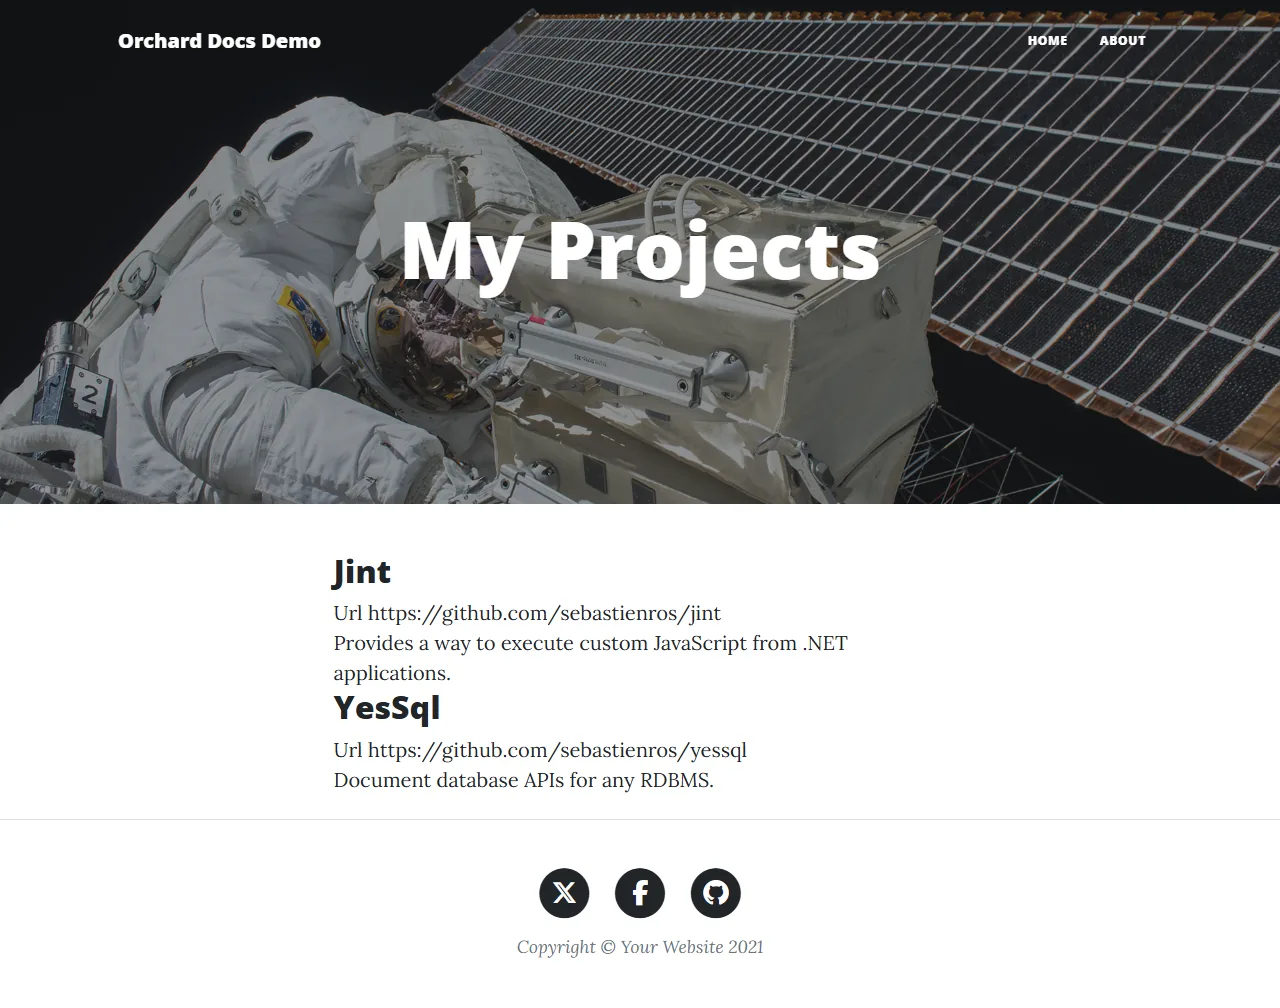 Orchard Docs Demo
HOME ABOUT
My Projects
2
Jint
Url https://github.com/sebastienros/jint
Provides a way to execute custom JavaScript from .NET
applications.
YesSql
Url https://github.com/sebastienros/yessql
Document database APIs for any RDBMS.
Copyright © Your Website 2021